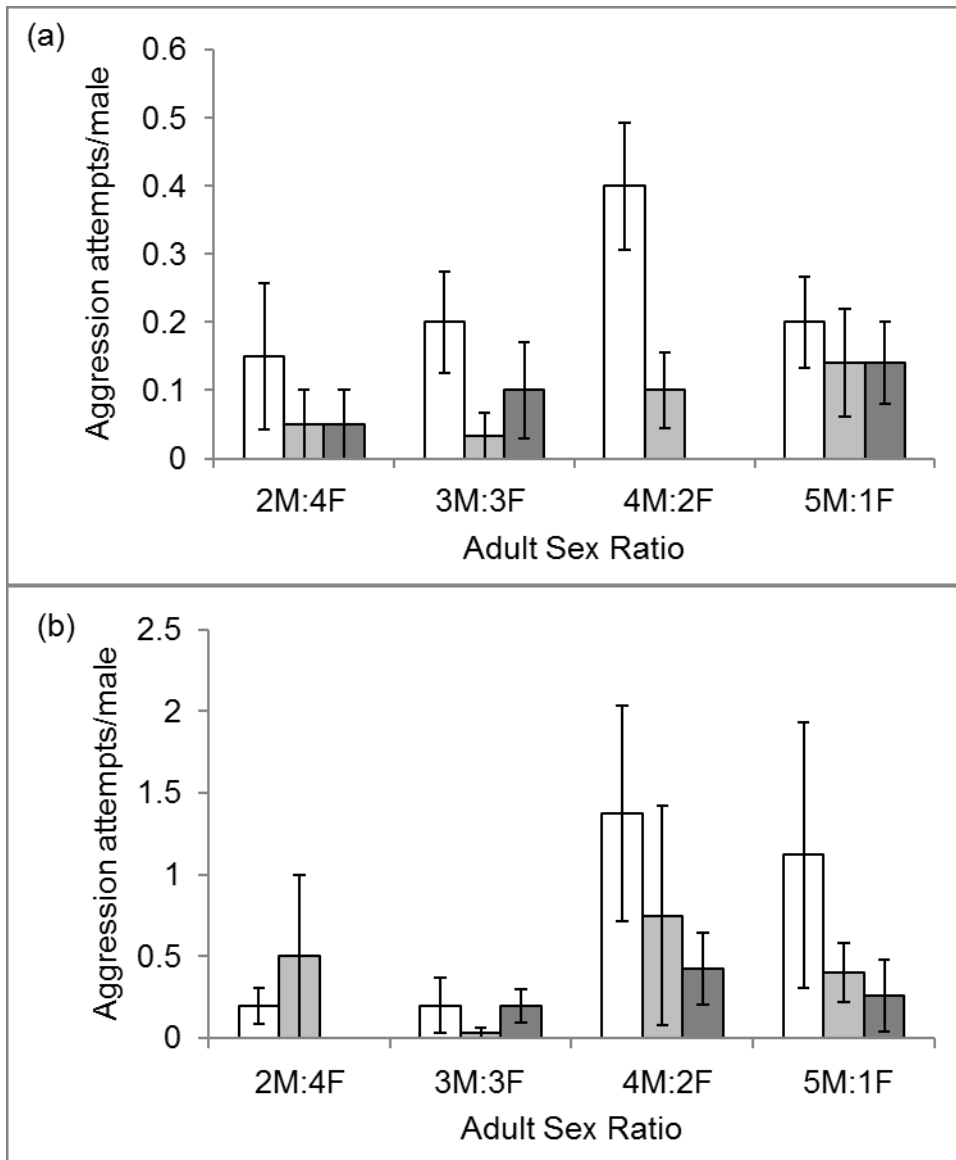 (a)
Aggression attempts/male
0.6
0.5
0.4
0.3
0.2
0.1
0
2M:4F 3M:3F 4M:2F 5M:1F
Adult Sex Ratio
(b)
Aggression attempts/male
2.5
2
1.5
1
0.5
0
2M:4F 3M:3F 4M:2F 5M:1F
Adult Sex Ratio